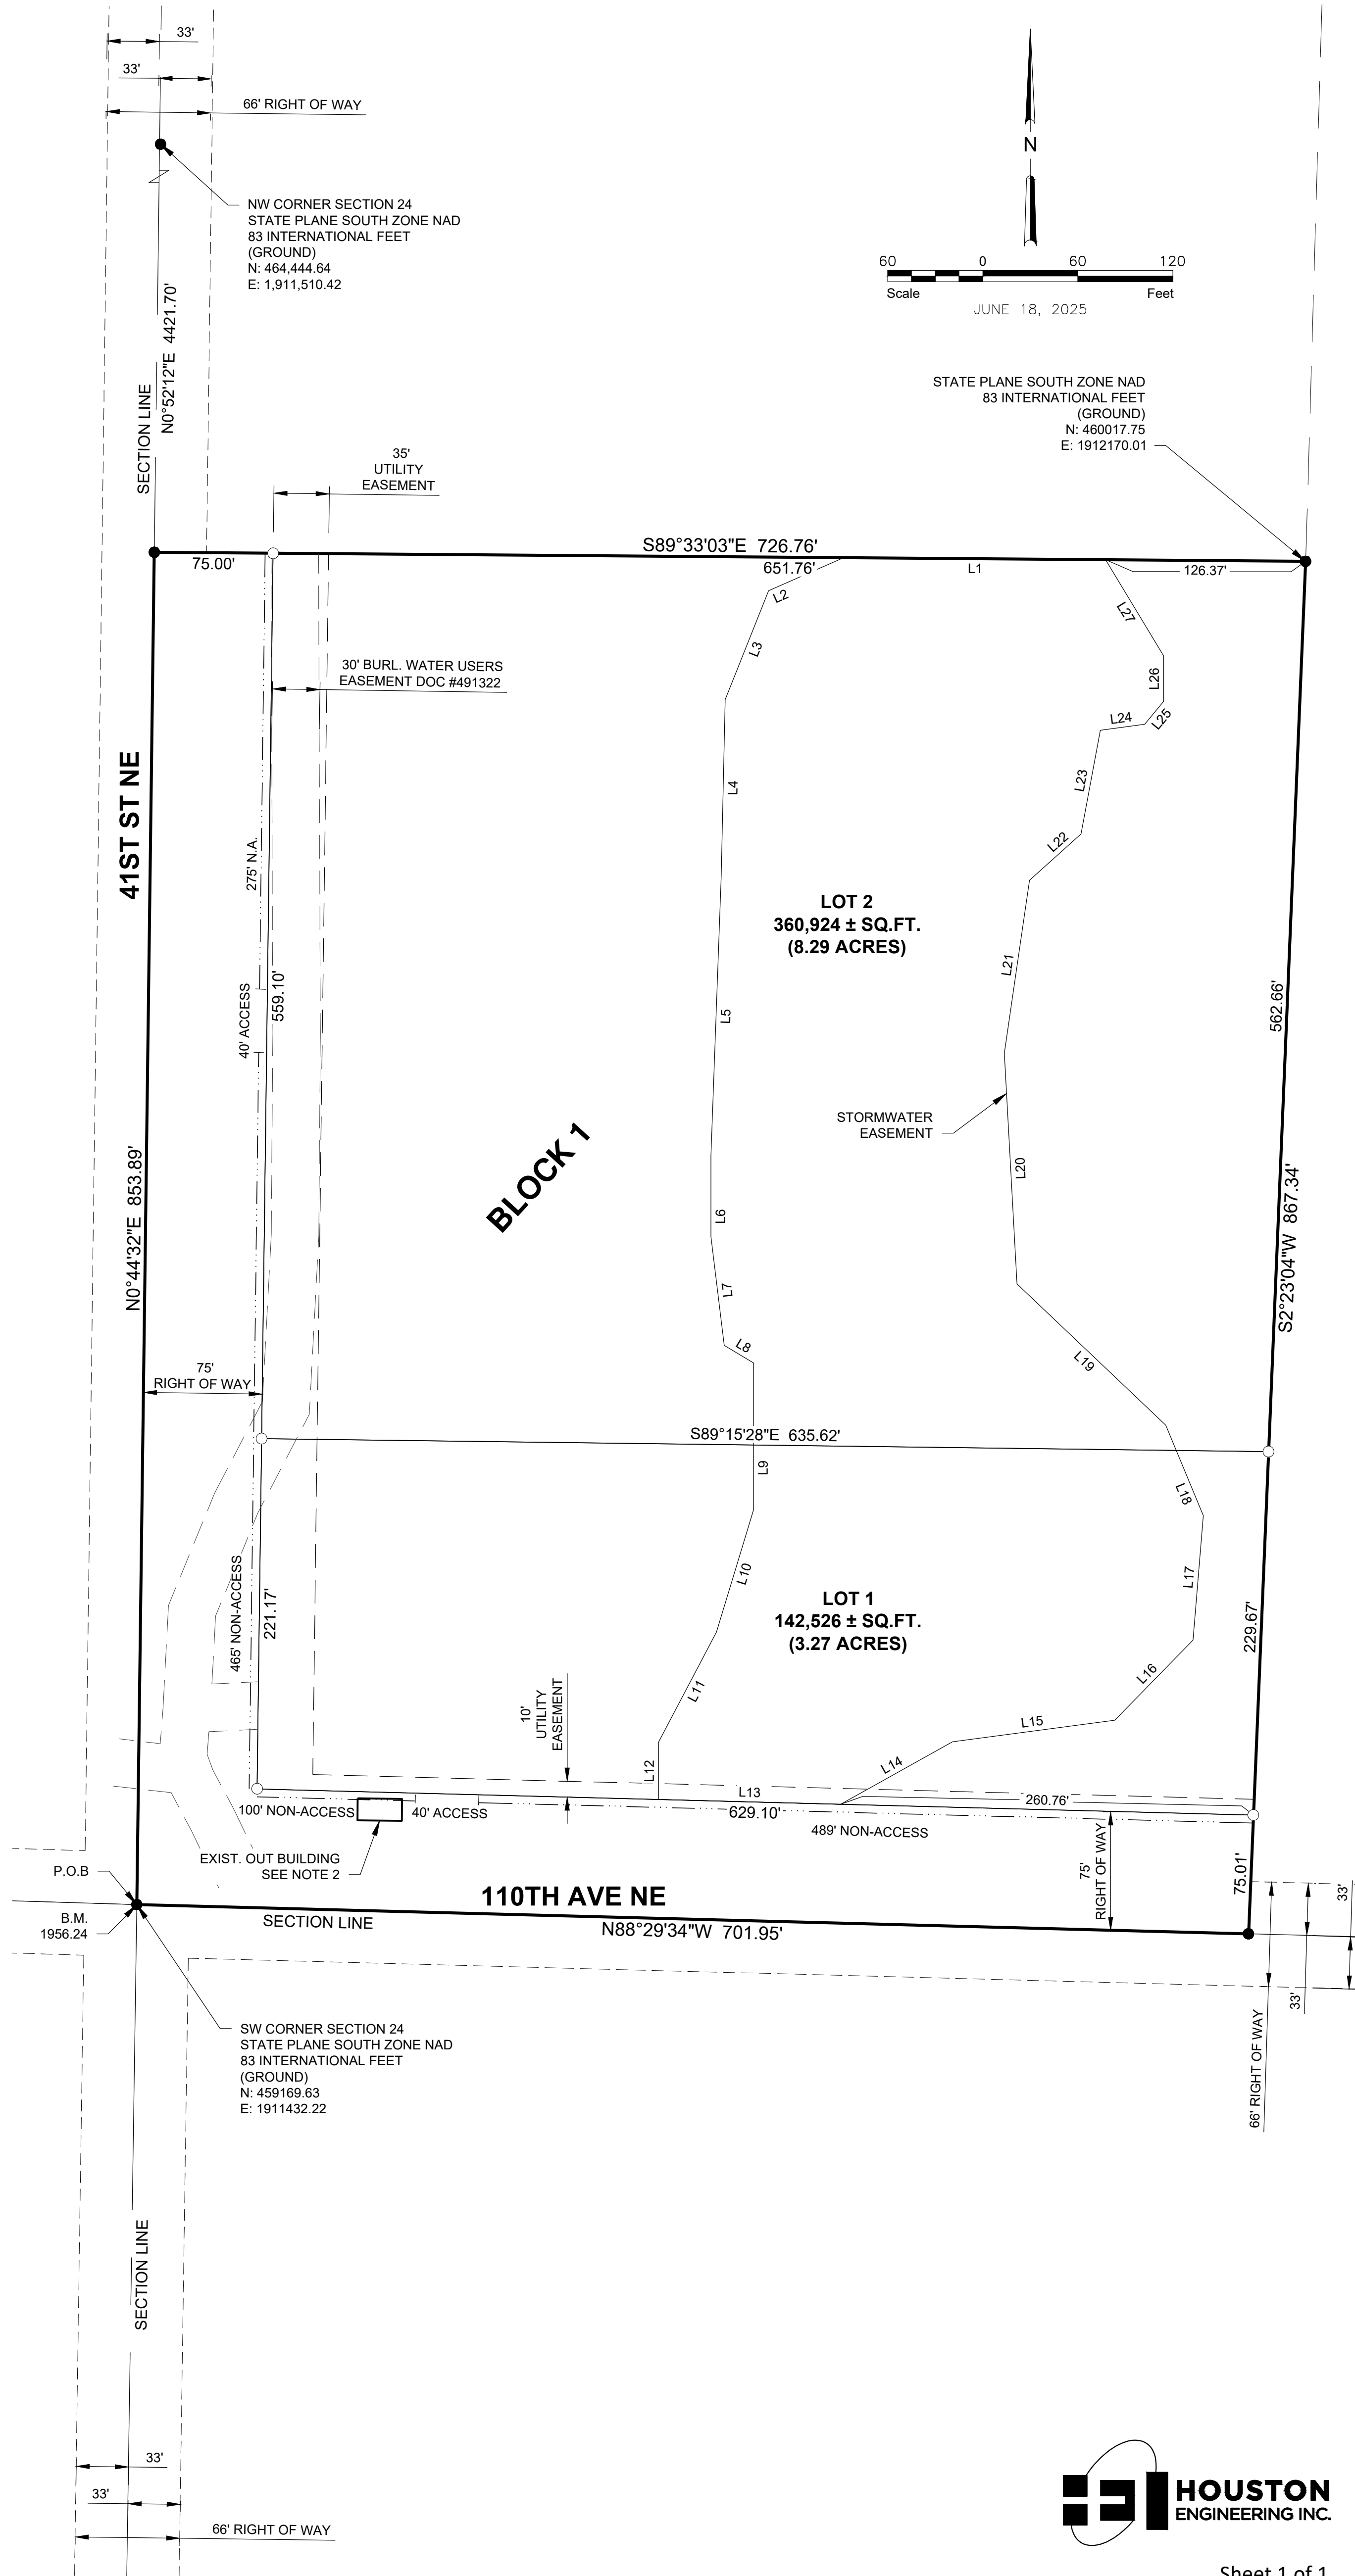 33'
33'
66' RIGHT OF WAY
N
NW CORNER SECTION 24
STATE PLANE SOUTH ZONE NAD
83 INTERNATIONAL FEET
(GROUND)
N: 464,444.64
E: 1,911,510.42
60 0 60 120
Scale Feet
JUNE 18, 2025
SECTION LINE
N0°52'12"E 4421.70'
STATE PLANE SOUTH ZONE NAD
83 INTERNATIONAL FEET
(GROUND)
N: 460017.75
E: 1912170.01
35'
UTILITY
EASEMENT
S89°33'03"E 726.76'
75.00'
651.76'
L1
126.37'
L2
L27
L3
30' BURL. WATER USERS
EASEMENT DOC #491322
L26
L24
L25
41ST ST NE
L4
L23
275' N.A.
L22
LOT 2
360,924 ± SQ.FT.
(8.29 ACRES)
L21
559.10'
40' ACCESS
L5
562.66'
STORMWATER
EASEMENT
BLOCK 1
L20
N0°44'32"E 853.89'
L6
S2°23'04"W 867.34'
L7
L8
L19
75'
RIGHT OF WAY
S89°15'28"E 635.62'
L9
L18
L10
L17
465' NON-ACCESS
221.17'
LOT 1
142,526 ± SQ.FT.
(3.27 ACRES)
229.67'
L16
L11
10'
UTILITY
EASEMENT
L15
L12
L14
L13
100' NON-ACCESS
40' ACCESS
629.10'
260.76'
489' NON-ACCESS
EXIST. OUT BUILDING
SEE NOTE 2
75'
RIGHT OF WAY
75.01'
P.O.B
110TH AVE NE
B.M.
1956.24
SECTION LINE
N88°29'34"W 701.95'
33'
33'
66' RIGHT OF WAY
SW CORNER SECTION 24
STATE PLANE SOUTH ZONE NAD
83 INTERNATIONAL FEET
(GROUND)
N: 459169.63
E: 1911432.22
SECTION LINE
33'
33'
66' RIGHT OF WAY
HOUSTON
ENGINEERING INC.
Sheet 1 of 1